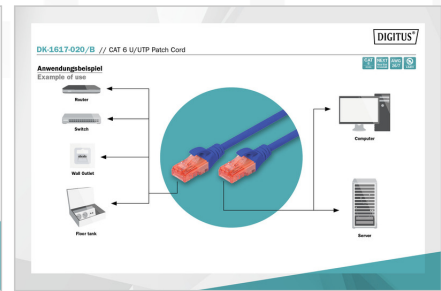 DIGITUS®
DK-1617-020/B // CAT 6 U/UTP Patch Cord
Anwendungsbeispiel
Example of use
Router
Switch
Wall Outlet
Floor tank
Computer
Server